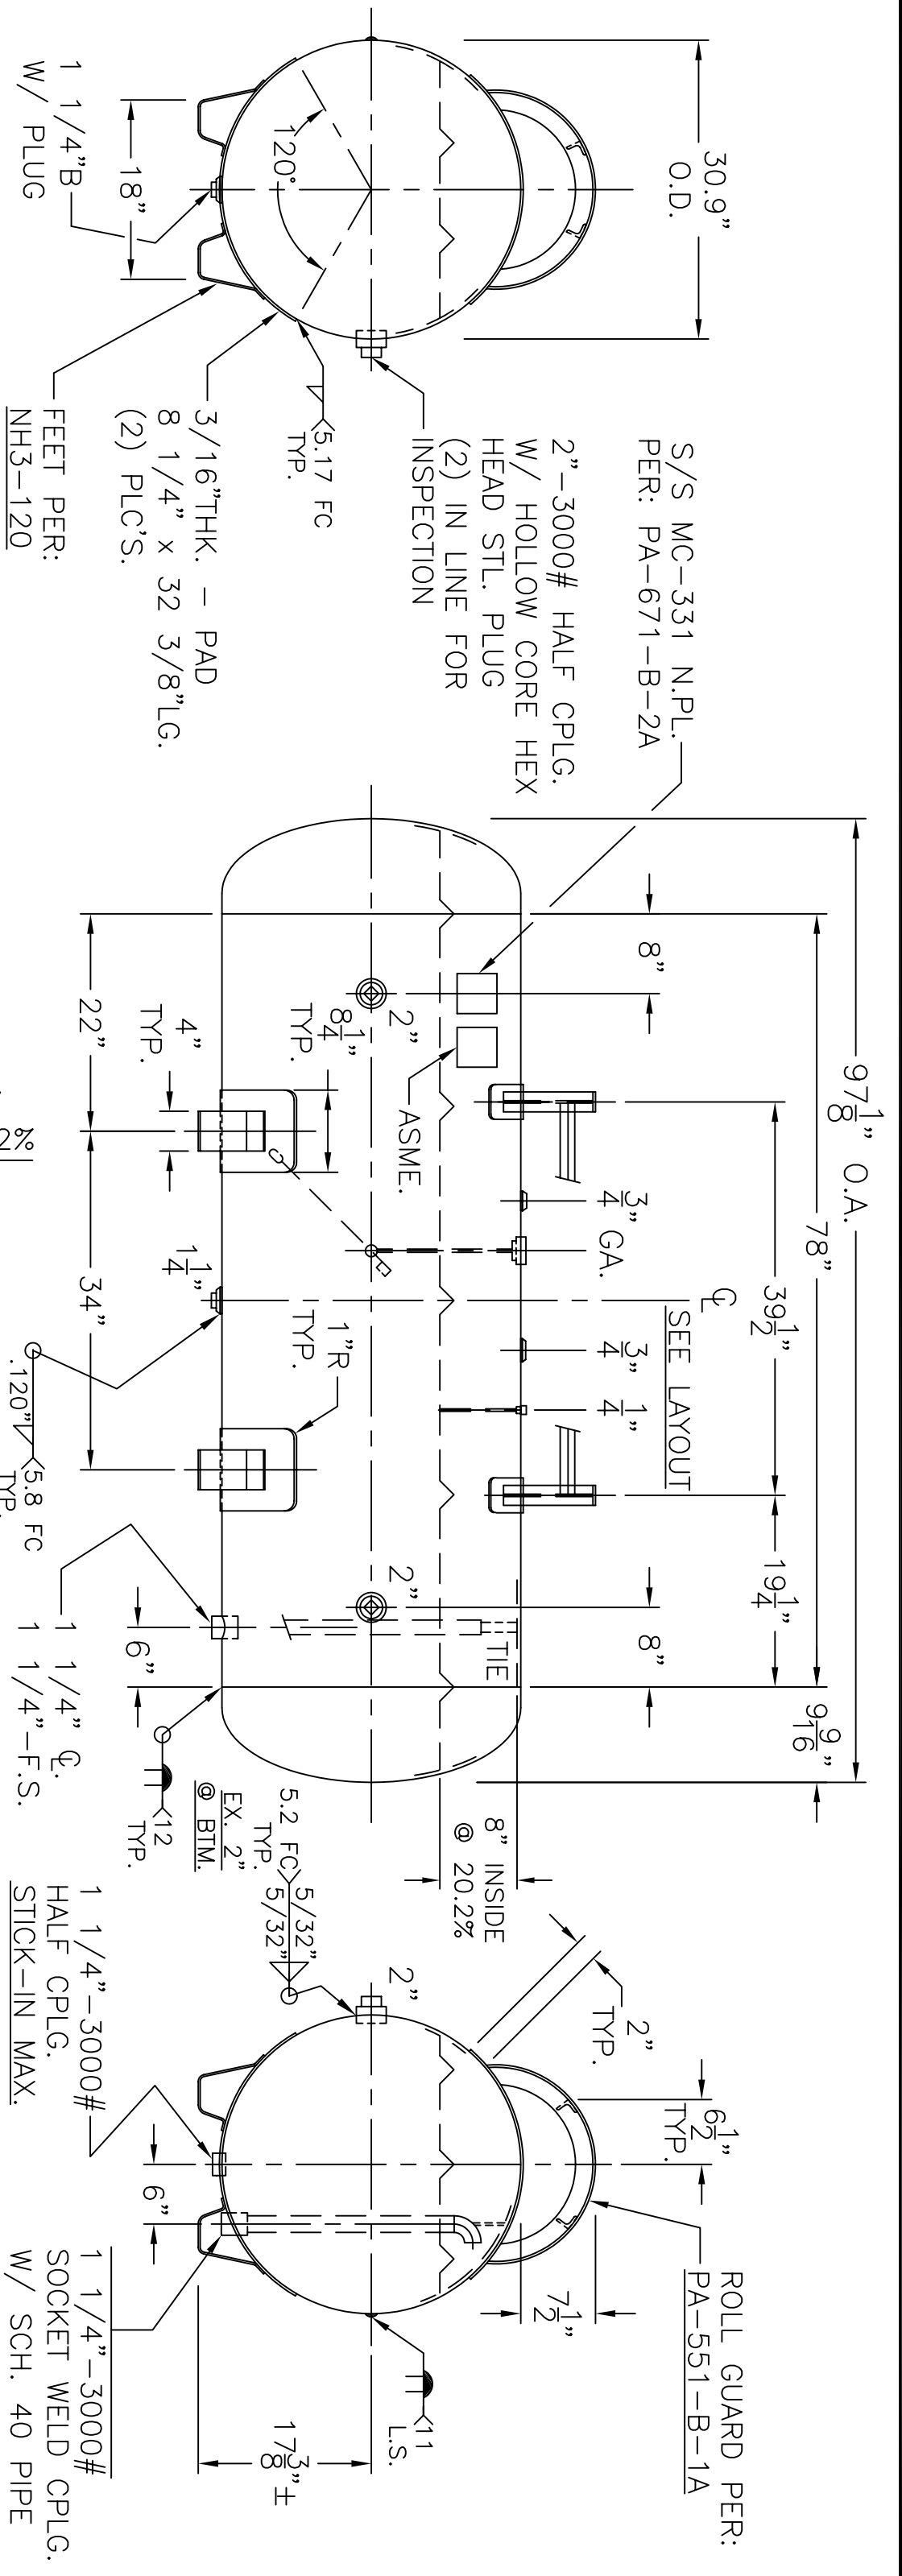 30.9"
O.D.
120°
18"
1 1/4"B
W/ PLUG
S/S MC-331 N.PL.
PER: PA-671-B-2A
2"-3000# HALF CPLG.
W/ HOLLOW CORE HEX
HEAD STL. PLUG
(2) IN LINE FOR
INSPECTION
5.17 FC
TYP.
3/16"THK. - PAD
8 1/4" x 32 3/8"LG.
(2) PLC'S.
FEET PER:
NH3-120
97 1/8" O.A.
78"
9 9/16"
8"
39 1/2"
19 1/4"
8"
SEE LAYOUT
℄
3/4"
GA.
3/4"
1/4"
ASME.
2"
2"
TIE
8 1/4"
TYP.
1"R
TYP.
4"
TYP.
1 1/4"
6"
22"
34"
2%
.120"
5.8 FC
TYP.
1 1/4" ℄.
1 1/4"-F.S.
12
TYP.
8" INSIDE
@ 20.2%
5.2 FC
TYP.
5/32"
5/32"
EX. 2"
@ BTM.
2"
2"
TYP.
6 1/2"
TYP.
ROLL GUARD PER:
PA-551-B-1A
7 1/2"
11
L.S.
17 3/8"±
6"
1 1/4"-3000#
HALF CPLG.
STICK-IN MAX.
1 1/4"-3000#
SOCKET WELD CPLG.
W/ SCH. 40 PIPE